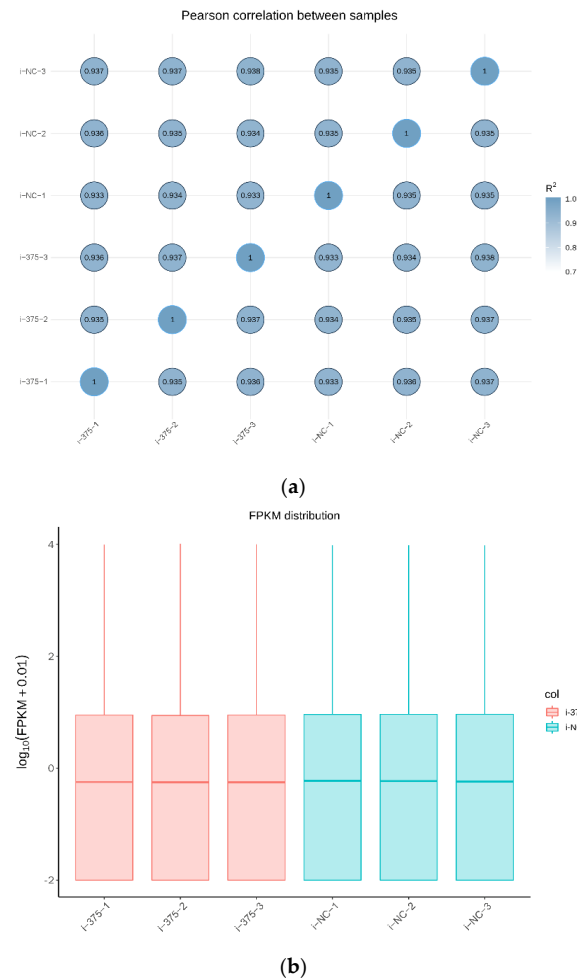 Pearson correlation between samples
i-NC-3 0.937 0.937 0.938 0.935 0.935 1
i-NC-2 0.936 0.935 0.934 0.935 1 0.935
i-NC-1 0.933 0.934 0.933 1 0.935 0.935
i-375-3 0.936 0.937 1 0.933 0.934 0.938
i-375-2 0.935 1 0.937 0.934 0.935 0.937
i-375-1 1 0.935 0.936 0.933 0.936 0.937
i-375-1 i-375-2 i-375-3 i-NC-1 i-NC-2 i-NC-3
R²
1.0
0.9
0.8
0.7
(a)
FPKM distribution
log₁₀(FPKM + 0.01)
4
2
0
-2
i-375-1 i-375-2 i-375-3 i-NC-1 i-NC-2 i-NC-3
col
i-37
i-N
(b)